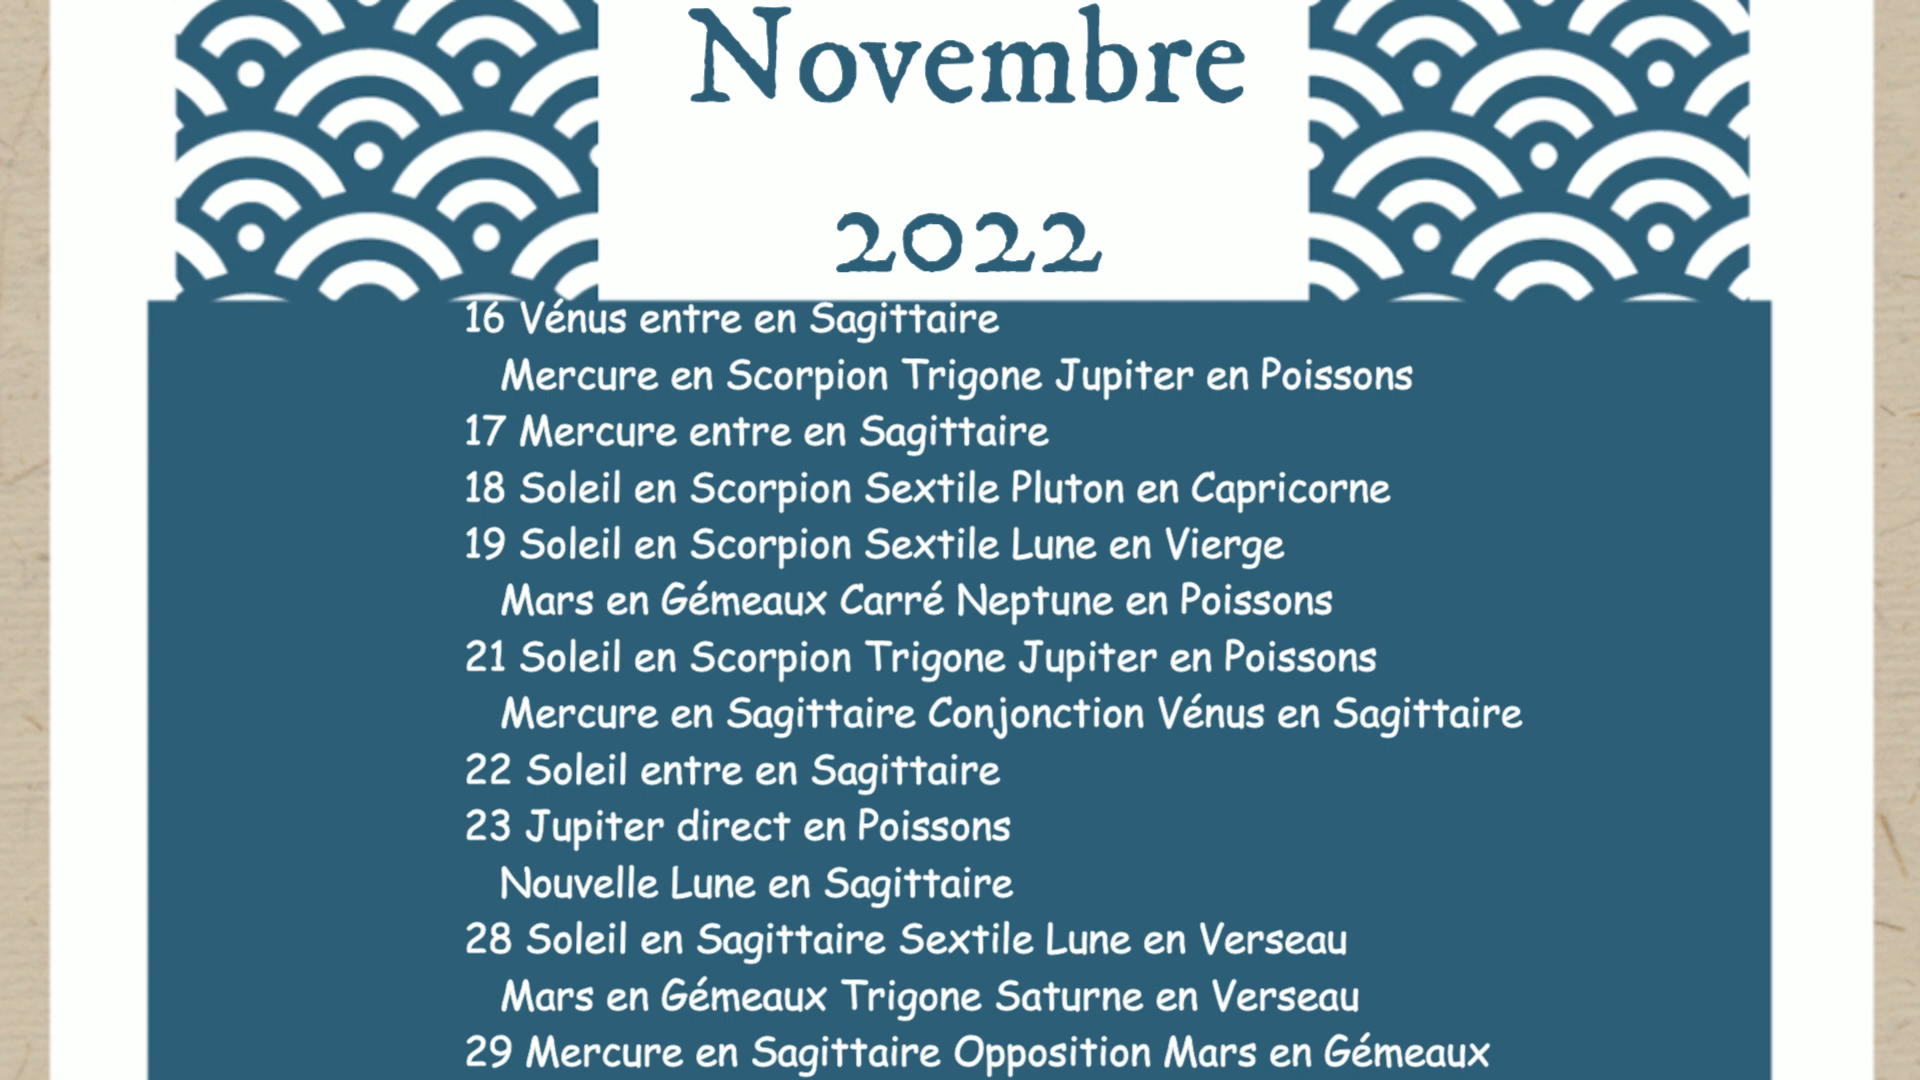 Novembre
2022
16 Vénus entre en Sagittaire
Mercure en Scorpion Trigone Jupiter en Poissons
17 Mercure entre en Sagittaire
18 Soleil en Scorpion Sextile Pluton en Capricorne
19 Soleil en Scorpion Sextile Lune en Vierge
Mars en Gémeaux Carré Neptune en Poissons
21 Soleil en Scorpion Trigone Jupiter en Poissons
Mercure en Sagittaire Conjonction Vénus en Sagittaire
22 Soleil entre en Sagittaire
23 Jupiter direct en Poissons
Nouvelle Lune en Sagittaire
28 Soleil en Sagittaire Sextile Lune en Verseau
Mars en Gémeaux Trigone Saturne en Verseau
29 Mercure en Sagittaire Opposition Mars en Gémeaux